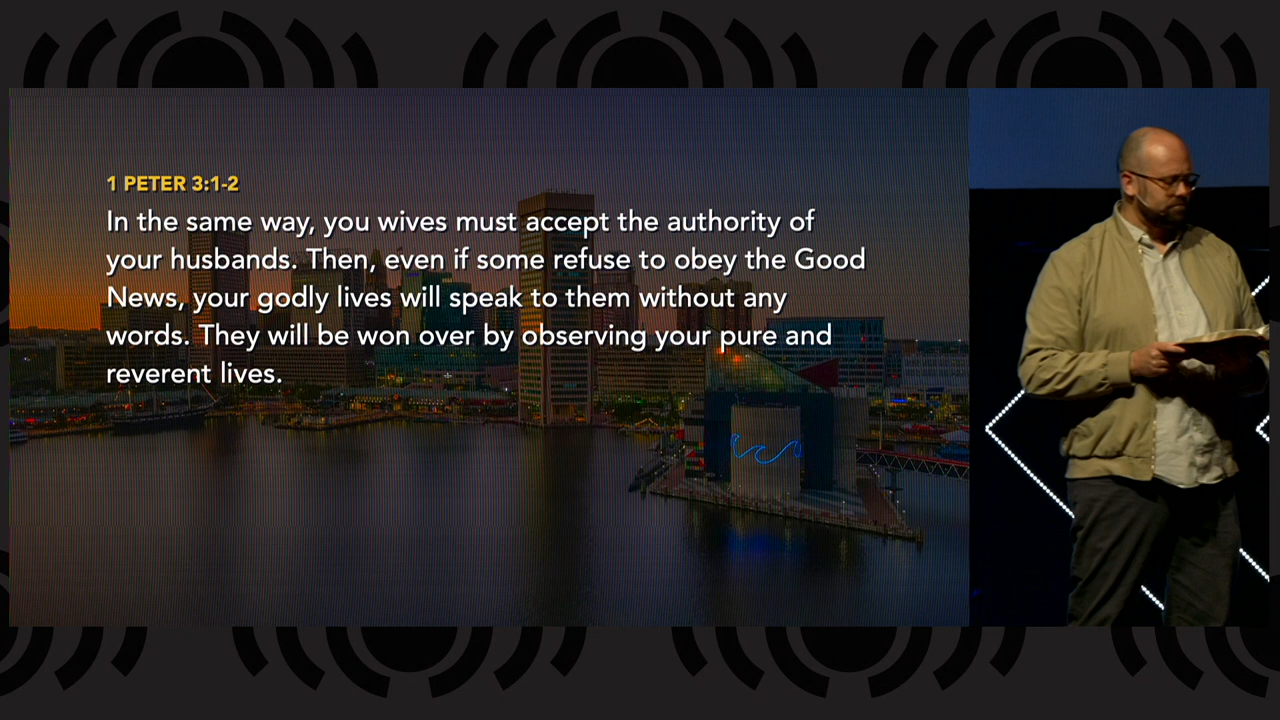 1 PETER 3:1-2
In the same way, you wives must accept the authority of
your husbands. Then, even if some refuse to obey the Good
News, your godly lives will speak to them without any
words. They will be won over by observing your pure and
reverent lives.